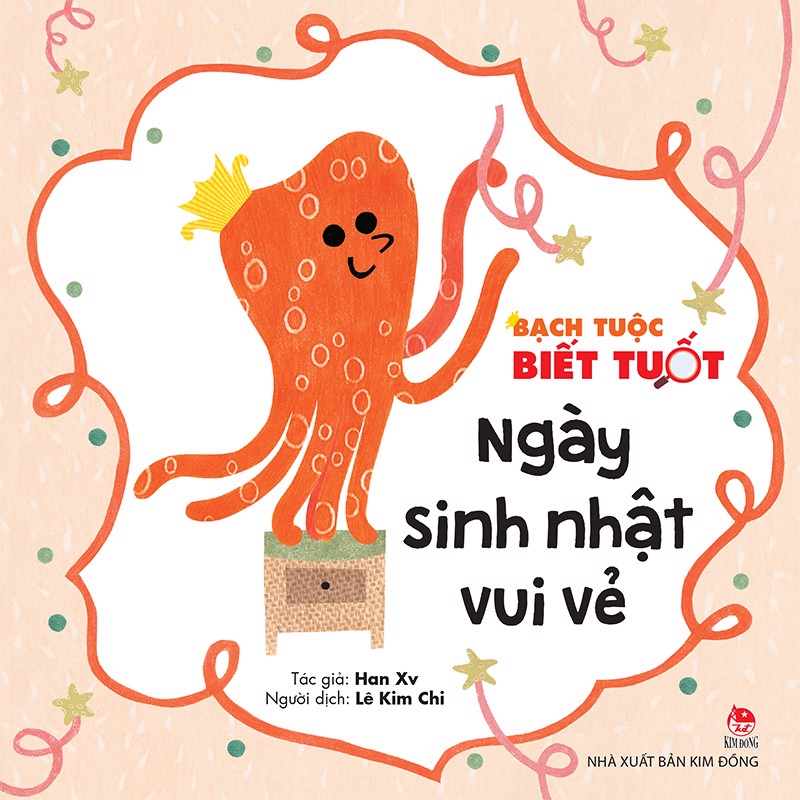 BẠCH TUỘC
BIẾT TUỐT
Ngày
sinh nhật
vui vẻ
Tác giả: Han Xv
Người dịch: Lê Kim Chi
KIM ĐỒNG
NHÀ XUẤT BẢN KIM ĐỒNG